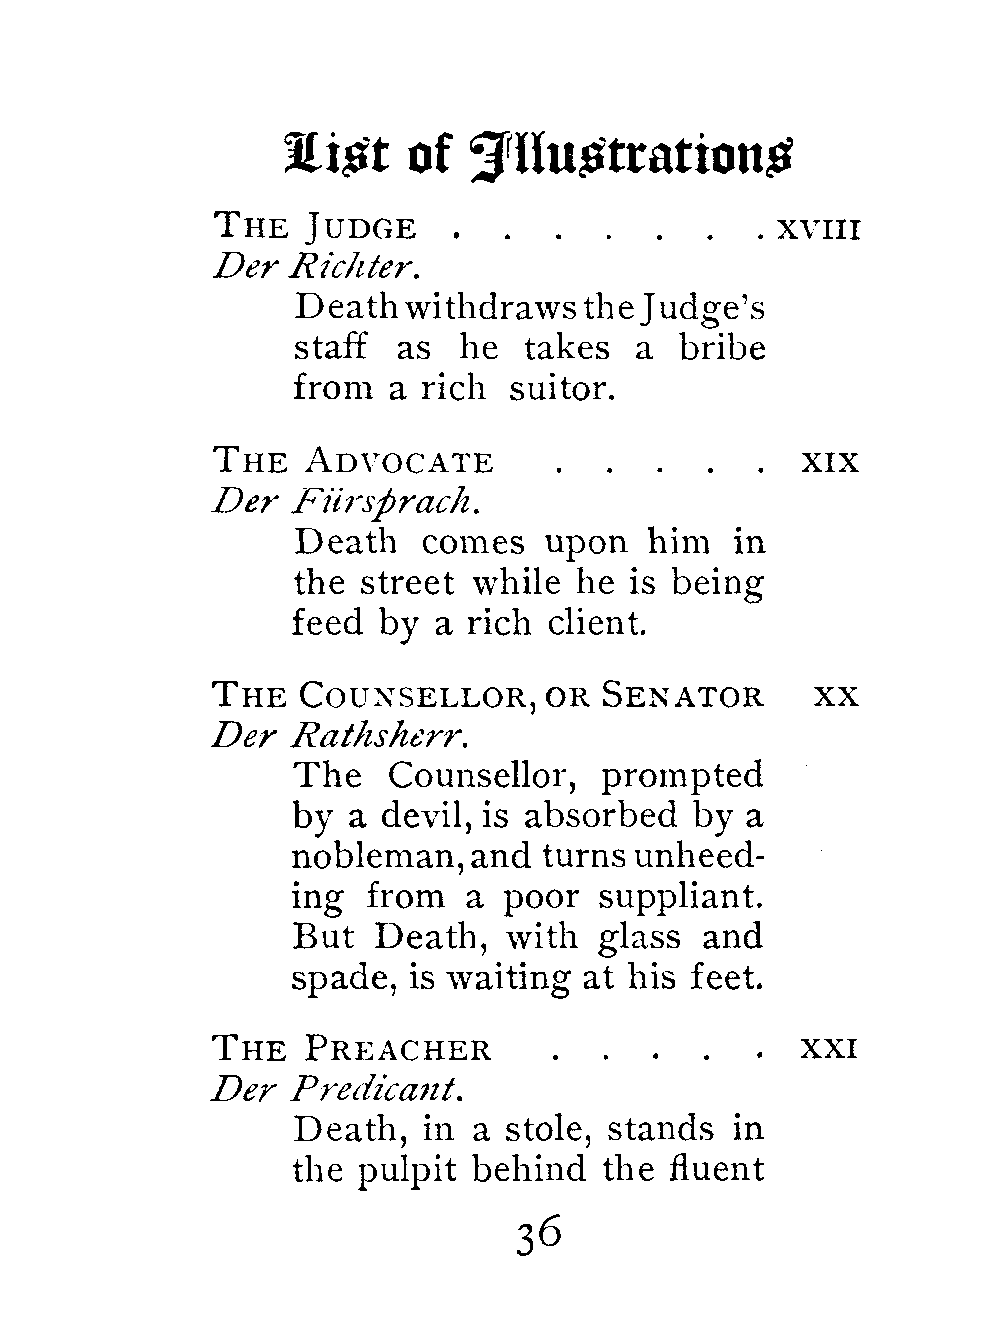 List of Illustrations
The Judge . . . . . . . xviii
Der Richter.
Death withdraws the Judge's
staff as he takes a bribe
from a rich suitor.
The Advocate . . . . . xix
Der Fürsprach.
Death comes upon him in
the street while he is being
feed by a rich client.
The Counsellor, or Senator xx
Der Rathsherr.
The Counsellor, prompted
by a devil, is absorbed by a
nobleman, and turns unheed-
ing from a poor suppliant.
But Death, with glass and
spade, is waiting at his feet.
The Preacher . . . . . xxi
Der Predicant.
Death, in a stole, stands in
the pulpit behind the fluent
36